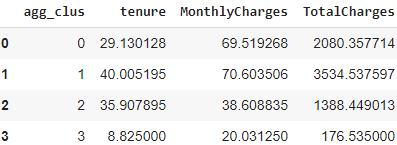 agg_clus tenure MonthlyCharges TotalCharges
0 0 29.130128 69.519268 2080.357714
1 1 40.005195 70.603506 3534.537597
2 2 35.907895 38.608835 1388.449013
3 3 8.825000 20.031250 176.535000